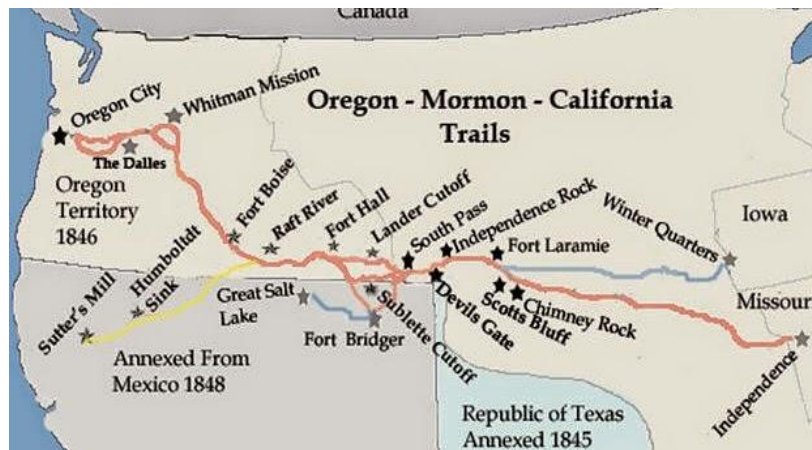 Canada
Oregon - Mormon - California
Trails
Oregon City
Whitman Mission
The Dalles
Oregon
Territory
1846
Fort Boise
Raft River
Fort Hall
Lander Cutoff
South Pass
Independence Rock
Fort Laramie
Winter Quarters
Iowa
Missour
Sutter's Mill
Humboltdt
Sink
Great Salt
Lake
Fort Bridger
Sublette Cutoff
Devils Gate
Scotts Bluff
Chimney Rock
Independence
Annexed From
Mexico 1848
Republic of Texas
Annexed 1845